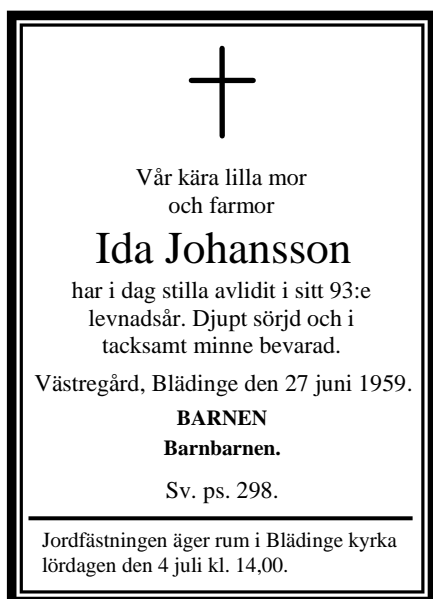 Vår kära lilla mor
och farmor
Ida Johansson
har i dag stilla avlidit i sitt 93:e
levnadsår. Djupt sörjd och i
tacksamt minne bevarad.
Västregård, Blädinge den 27 juni 1959.
BARNEN
Barnbarnen.
Sv. ps. 298.
Jordfästningen äger rum i Blädinge kyrka
lördagen den 4 juli kl. 14,00.